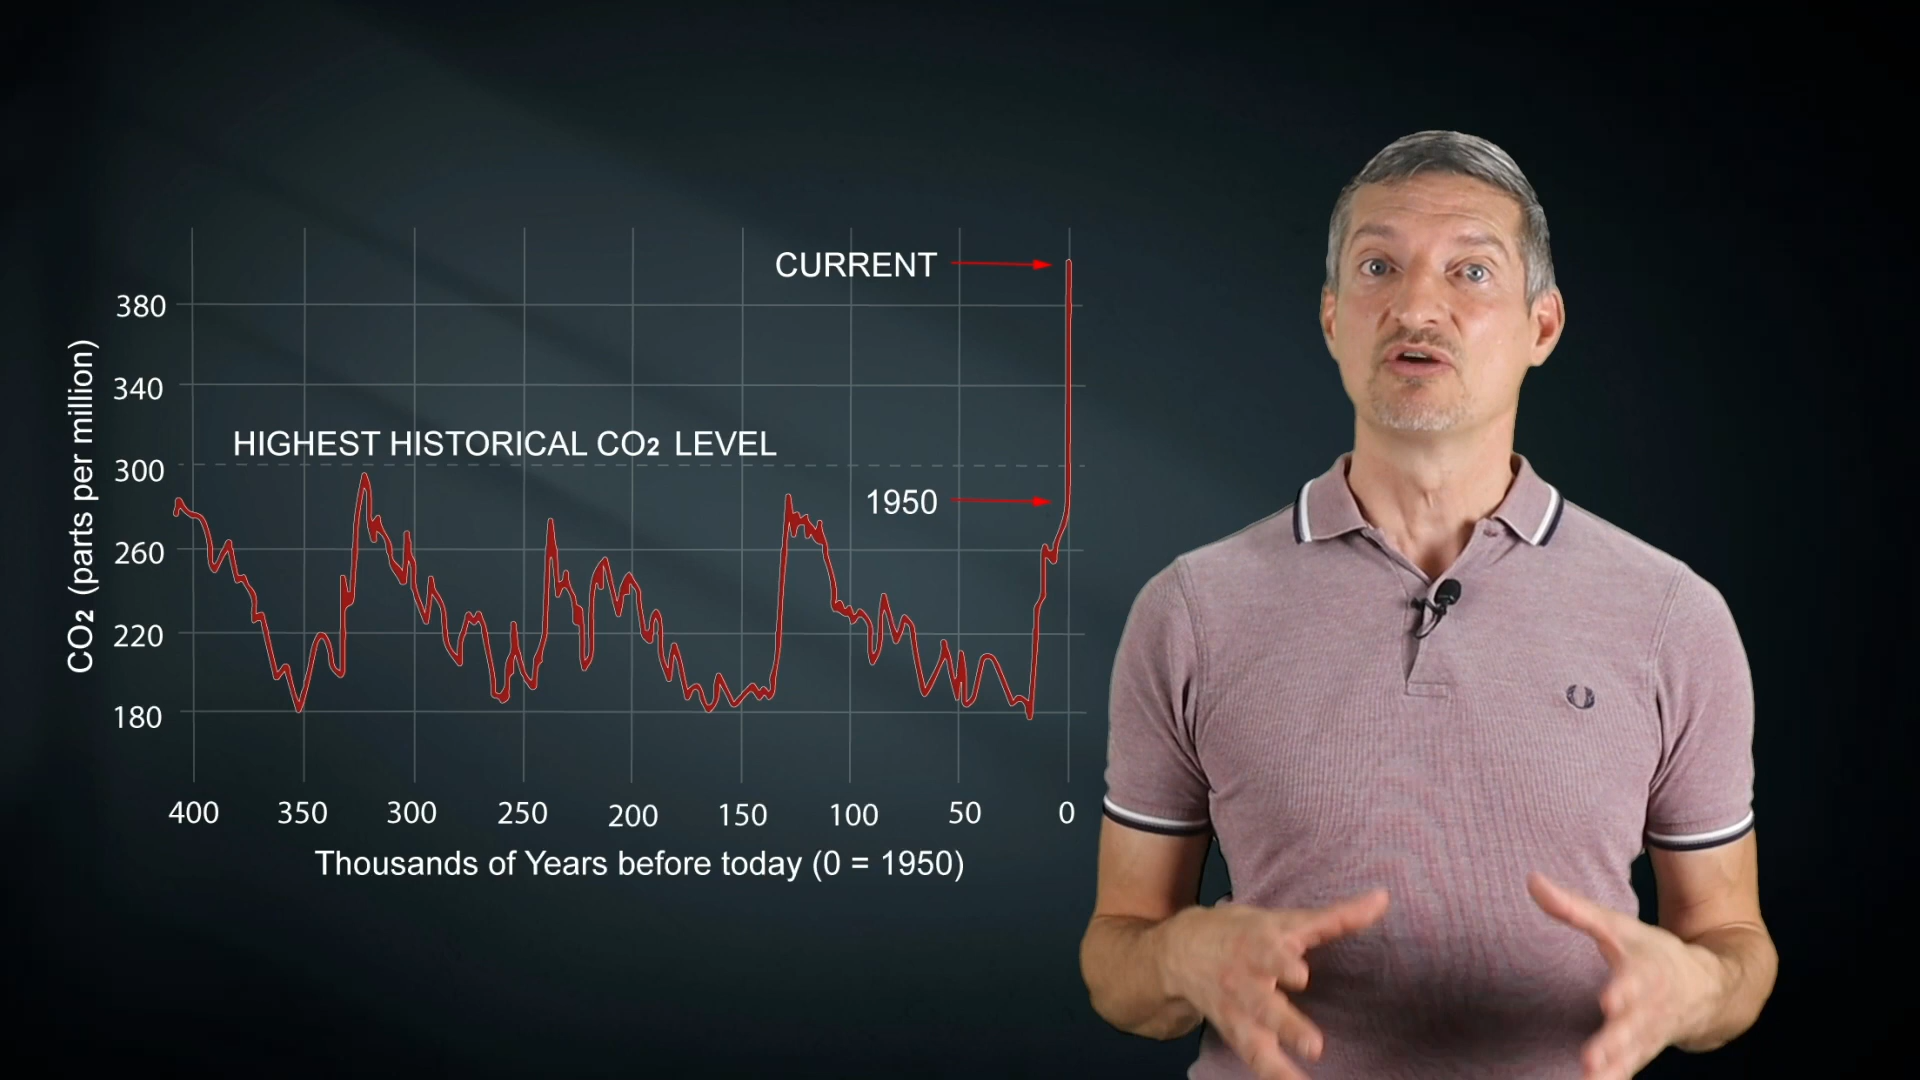 CURRENT
380
340
HIGHEST HISTORICAL CO2 LEVEL
300
1950
260
220
180
CO2 (parts per million)
400 350 300 250 200 150 100 50 0
Thousands of Years before today (0 = 1950)